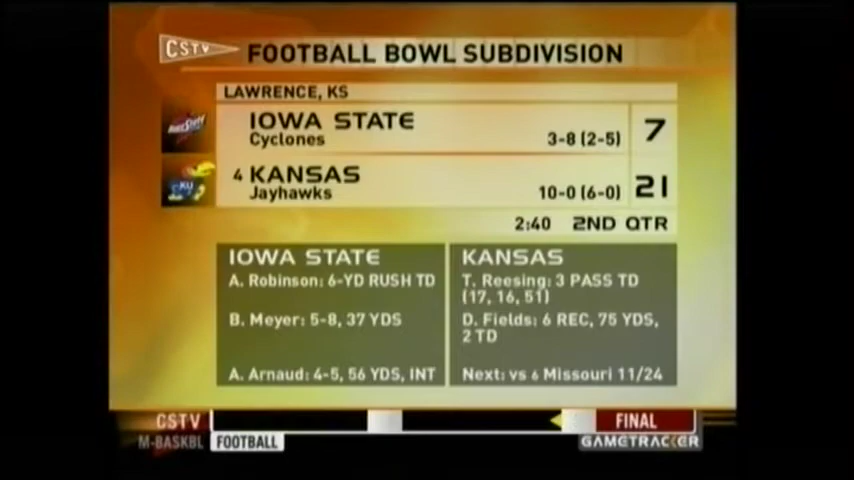 CSTV FOOTBALL BOWL SUBDIVISION
LAWRENCE, KS
IOWA STATE
Cyclones 3-8 (2-5) 7
4 KANSAS
Jayhawks 10-0 (6-0) 21
KU
2:40 2ND QTR
IOWA STATE
A. Robinson: 6-YD RUSH TD
B. Meyer: 5-8, 37 YDS
A. Arnaud: 4-5, 56 YDS, INT
KANSAS
T. Reesing: 3 PASS TD
(17, 16, 51)
D. Fields: 6 REC, 75 YDS,
2 TD
Next: vs 6 Missouri 11/24
CSTV FINAL
M-BASKBL FOOTBALL GAMETRACKER